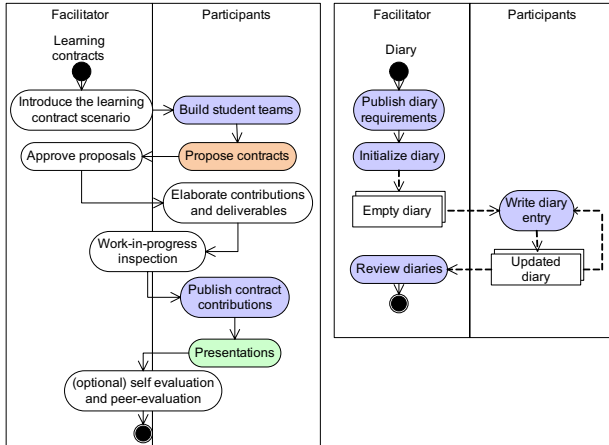 Facilitator
Participants
Learning
contracts
Introduce the learning
contract scenario
Build student teams
Approve proposals
Propose contracts
Elaborate contributions
and deliverables
Work-in-progress
inspection
Publish contract
contributions
Presentations
(optional) self evaluation
and peer-evaluation
Facilitator
Participants
Diary
Publish diary
requirements
Initialize diary
Empty diary
Write diary
entry
Review diaries
Updated
diary